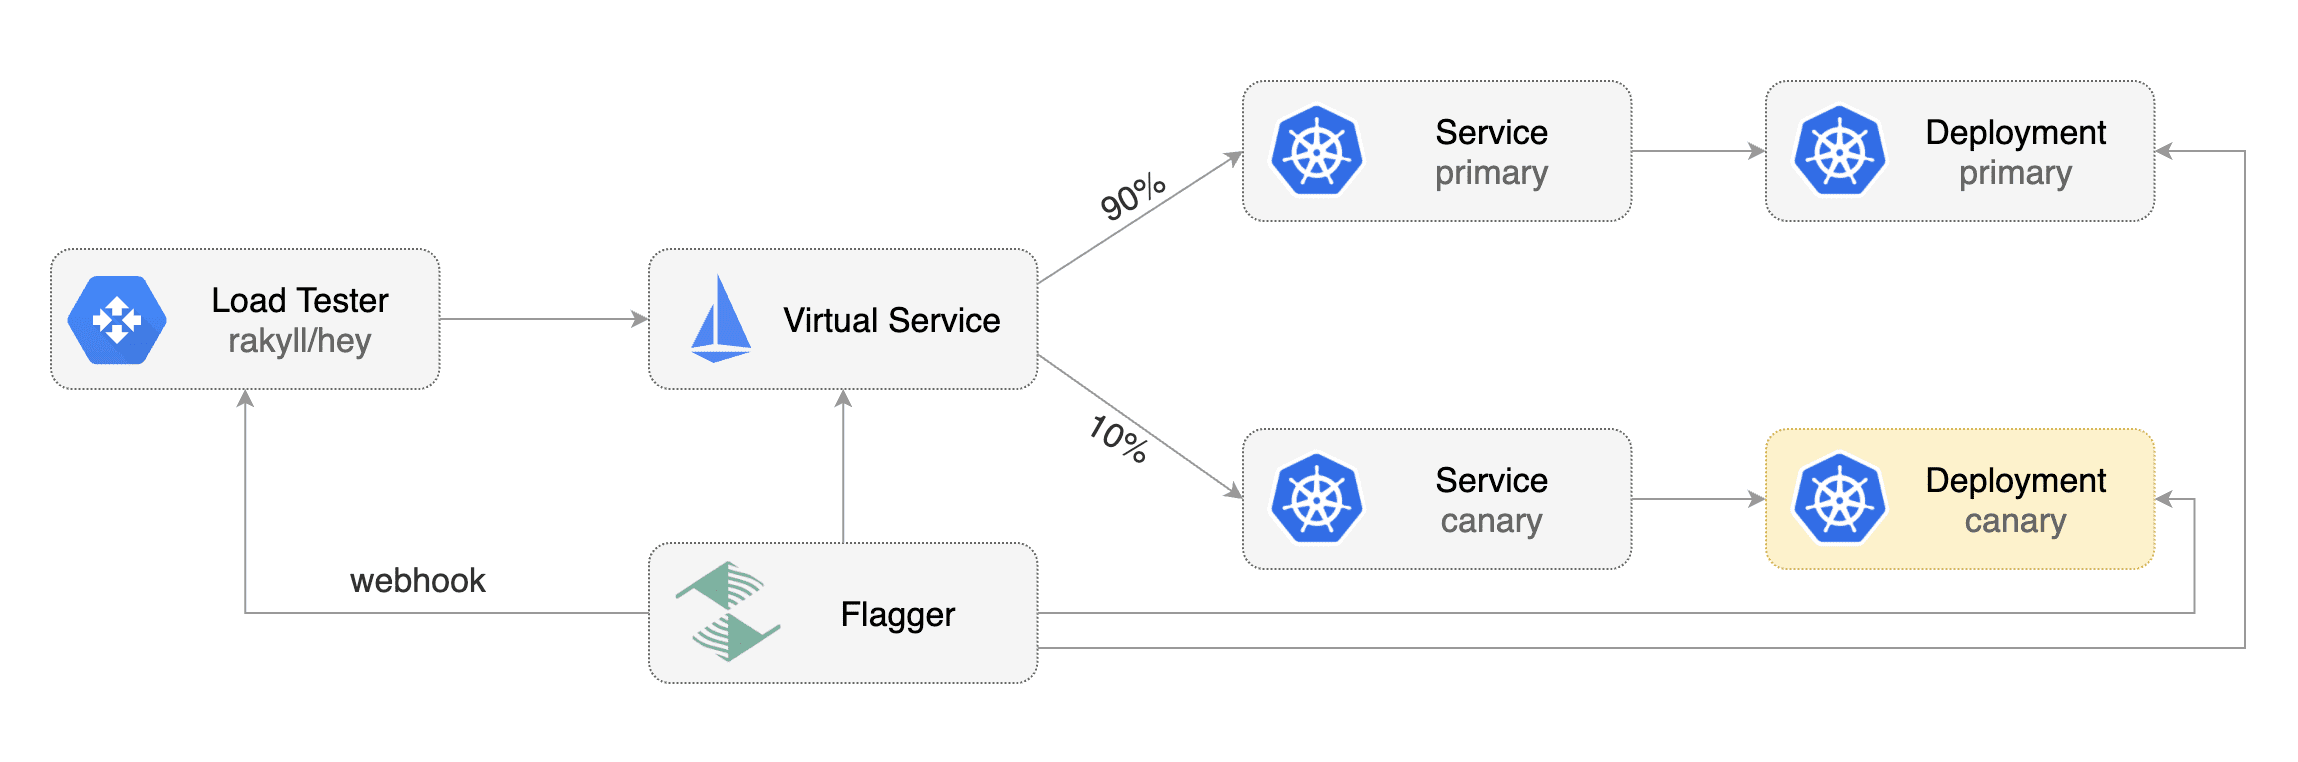 Load Tester
rakyll/hey
Virtual Service
90%
10%
Service
primary
Deployment
primary
Service
canary
Deployment
canary
webhook
Flagger